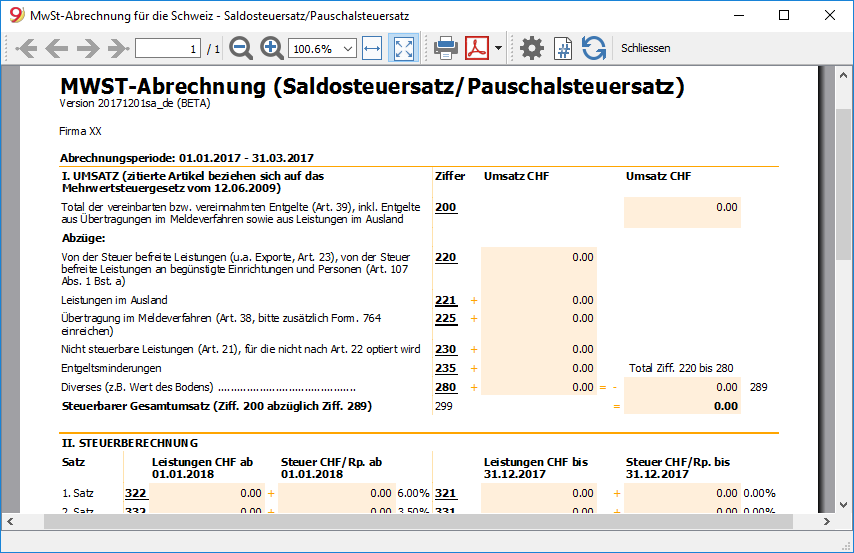 MwSt-Abrechnung für die Schweiz - Saldosteuersatz/Pauschalsteuersatz
1 / 1 100.6% Schliessen
MWST-Abrechnung (Saldosteuersatz/Pauschalsteuersatz)
Version 20171201sa_de (BETA)
Firma XX
Abrechnungsperiode: 01.01.2017 - 31.03.2017
I. UMSATZ (zitierte Artikel beziehen sich auf das Ziffer Umsatz CHF Umsatz CHF
Mehrwertsteuergesetz vom 12.06.2009)
Total der vereinbarten bzw. vereinnahmten Entgelte (Art. 39), inkl. Entgelte 200 0.00
aus Übertragungen im Meldeverfahren sowie aus Leistungen im Ausland
Abzüge:
Von der Steuer befreite Leistungen (u.a. Exporte, Art. 23), von der Steuer 220 0.00
befreite Leistungen an begünstigte Einrichtungen und Personen (Art. 107
Abs. 1 Bst. a)
Leistungen im Ausland 221 + 0.00
Übertragung im Meldeverfahren (Art. 38, bitte zusätzlich Form. 764 225 + 0.00
einreichen)
Nicht steuerbare Leistungen (Art. 21), für die nicht nach Art. 22 optiert wird 230 + 0.00
Entgeltsminderungen 235 + 0.00 Total Ziff. 220 bis 280
Diverses (z.B. Wert des Bodens) ........................................... 280 + 0.00 = - 0.00 289
Steuerbarer Gesamtumsatz (Ziff. 200 abzüglich Ziff. 289) 299 = 0.00
II. STEUERBERECHNUNG
Satz Leistungen CHF ab Steuer CHF/Rp. ab Leistungen CHF bis Steuer CHF/Rp. bis
01.01.2018 01.01.2018 31.12.2017 31.12.2017
1. Satz 322 0.00 + 0.00 6.00% 321 0.00 + 0.00 0.00%
2. Satz 332 0.00 + 0.00 3.50% 331 0.00 + 0.00 0.00%